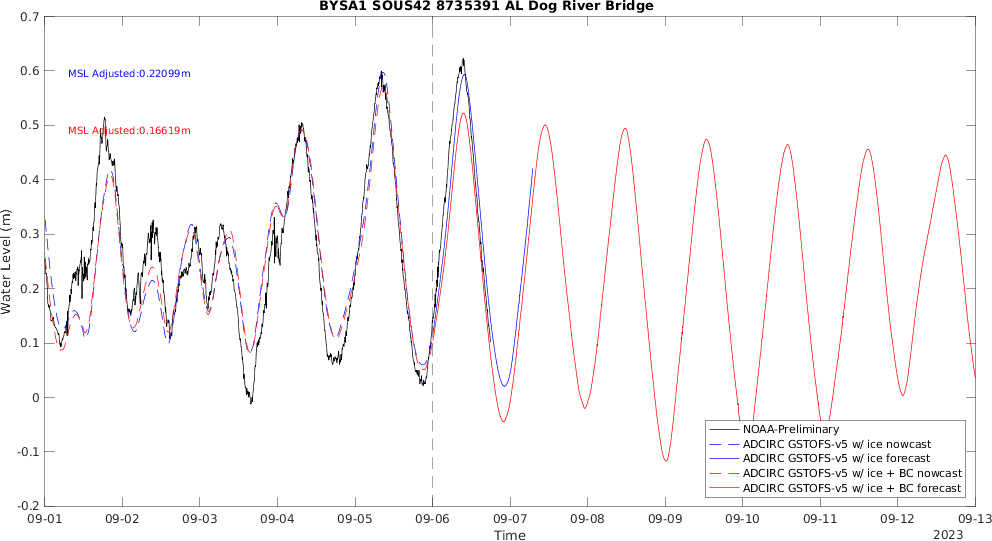 BYSA1 SOUS42 8735391 AL Dog River Bridge
0.7
0.6
0.5
0.4
0.3
0.2
0.1
0
-0.1
-0.2
Water Level (m)
MSL Adjusted:0.22099m
MSL Adjusted:0.16619m
NOAA-Preliminary
ADCIRC GSTOFS-v5 w/ ice nowcast
ADCIRC GSTOFS-v5 w/ ice forecast
ADCIRC GSTOFS-v5 w/ ice + BC nowcast
ADCIRC GSTOFS-v5 w/ ice + BC forecast
09-01 09-02 09-03 09-04 09-05 09-06 09-07 09-08 09-09 09-10 09-11 09-12 09-13
Time
2023